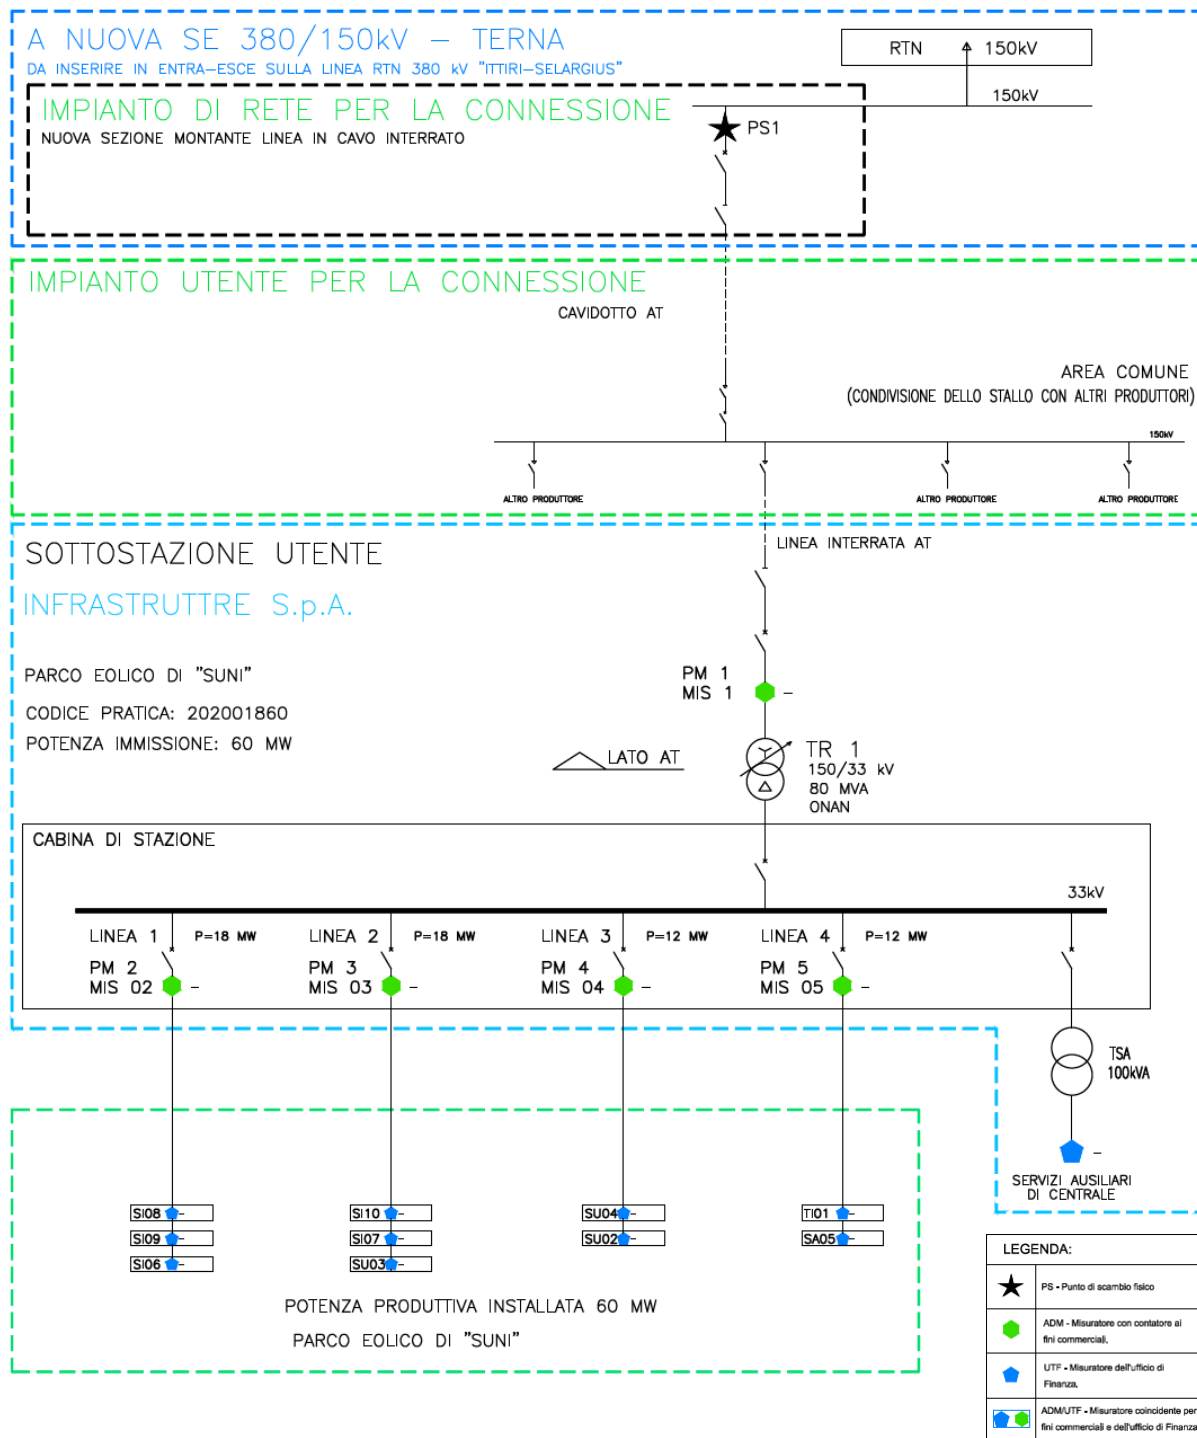 A NUOVA SE 380/150kV – TERNA
DA INSERIRE IN ENTRA–ESCE SULLA LINEA RTN 380 kV "ITTIRI–SELARGIUS"
RTN 150kV
150kV
IMPIANTO DI RETE PER LA CONNESSIONE
NUOVA SEZIONE MONTANTE LINEA IN CAVO INTERRATO
PS1
IMPIANTO UTENTE PER LA CONNESSIONE
CAVIDOTTO AT
AREA COMUNE
(CONDIVISIONE DELLO STALLO CON ALTRI PRODUTTORI)
150kV
ALTRO PRODUTTORE
ALTRO PRODUTTORE
ALTRO PRODUTTORE
SOTTOSTAZIONE UTENTE
LINEA INTERRATA AT
INFRASTRUTTRE S.p.A.
PARCO EOLICO DI "SUNI"
CODICE PRATICA: 202001860
POTENZA IMMISSIONE: 60 MW
PM 1
MIS 1 –
LATO AT
TR 1
150/33 kV
80 MVA
ONAN
CABINA DI STAZIONE
33kV
LINEA 1 P=18 MW
PM 2
MIS 02 –
LINEA 2 P=18 MW
PM 3
MIS 03 –
LINEA 3 P=12 MW
PM 4
MIS 04 –
LINEA 4 P=12 MW
PM 5
MIS 05 –
TSA
100kVA
–
SERVIZI AUSILIARI
DI CENTRALE
SI08 –
SI09 –
SI06 –
SI10 –
SI07 –
SU03 –
SU04 –
SU02 –
TI01 –
SA05 –
POTENZA PRODUTTIVA INSTALLATA 60 MW
PARCO EOLICO DI "SUNI"
LEGENDA:
PS - Punto di scambio fisico
ADM - Misuratore con contatore ai
fini commerciali.
UTF - Misuratore dell'ufficio di
Finanza.
ADM/UTF - Misuratore coincidente per
fini commerciali e dell'ufficio di Finanza